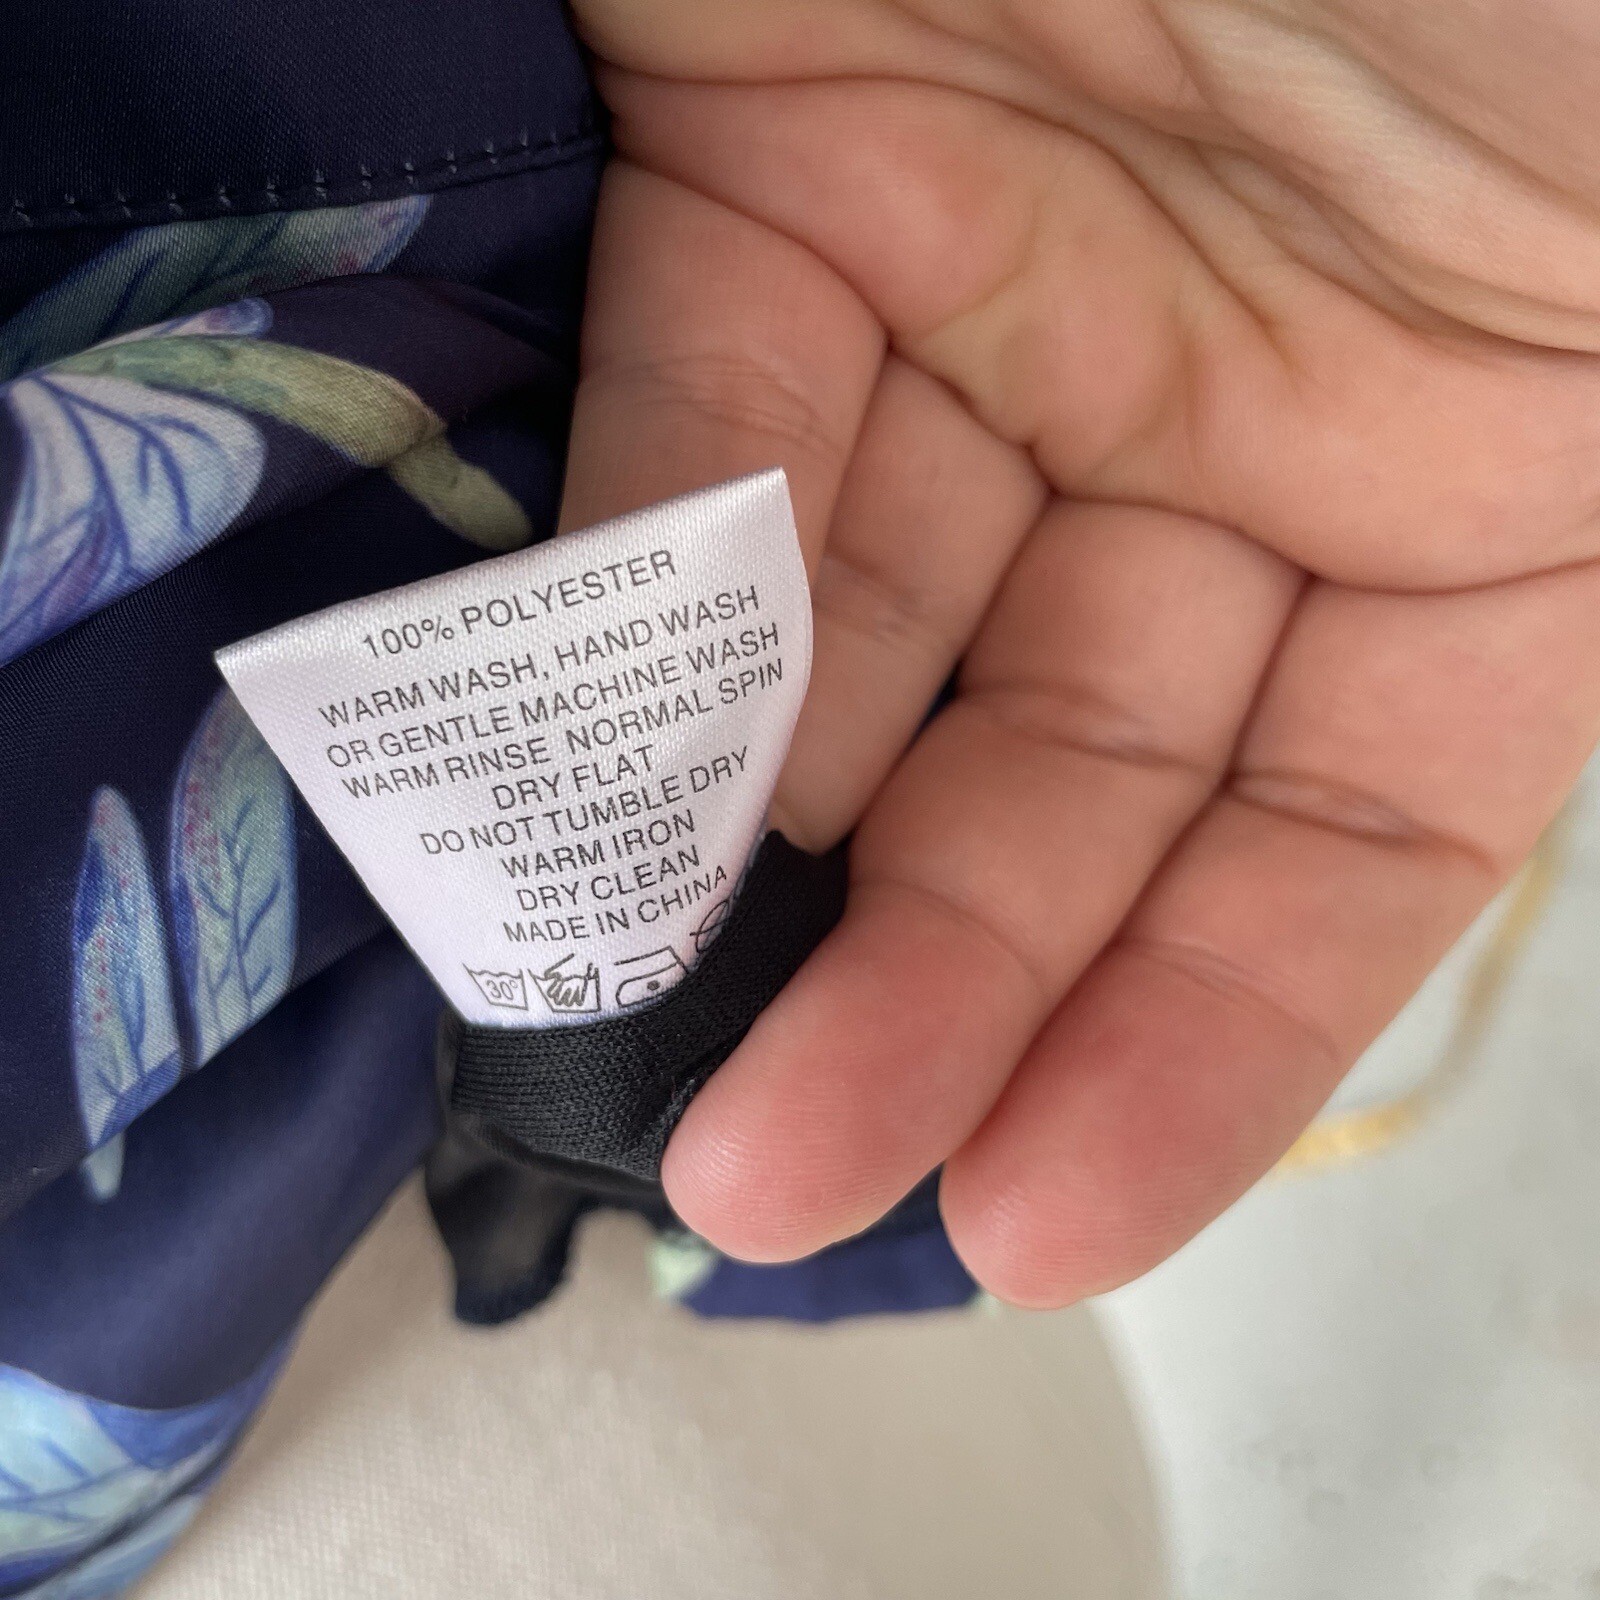 100% POLYESTER
WARM WASH, HAND WASH
OR GENTLE MACHINE WASH
WARM RINSE NORMAL SPIN
DRY FLAT
DO NOT TUMBLE DRY
WARM IRON
DRY CLEAN
MADE IN CHINA
30°